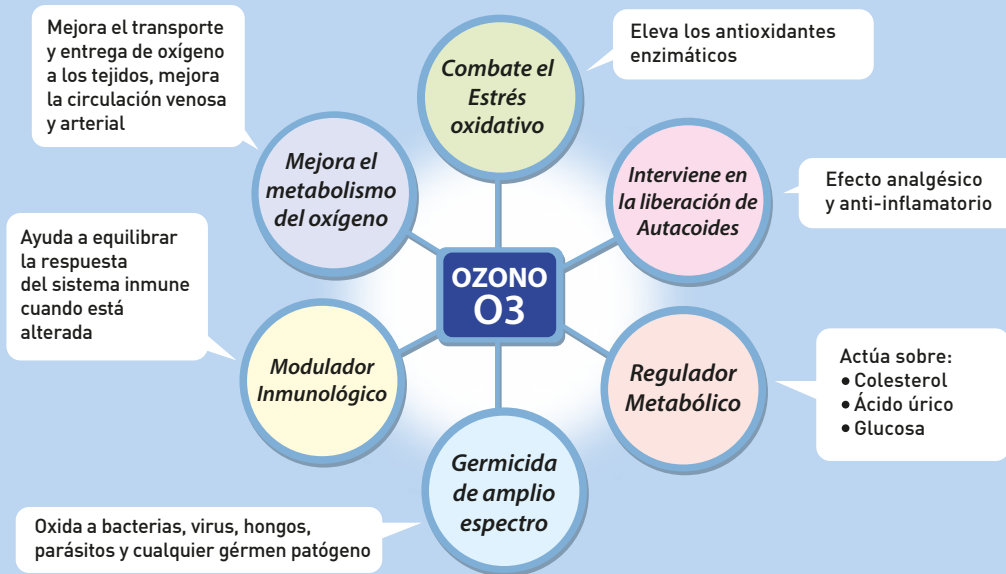 Mejora el transporte
y entrega de oxígeno
a los tejidos, mejora
la circulación venosa
y arterial
Combate el
Estrés
oxidativo
Eleva los antioxidantes
enzimáticos
Mejora el
metabolismo
del oxígeno
Interviene en
la liberación de
Autacoides
Efecto analgésico
y anti-inflamatorio
Ayuda a equilibrar
la respuesta
del sistema inmune
cuando está
alterada
OZONO
O3
Modulador
Inmunológico
Regulador
Metabólico
Actúa sobre:
• Colesterol
• Ácido úrico
• Glucosa
Germicida
de amplio
espectro
Oxida a bacterias, virus, hongos,
parásitos y cualquier gérmen patógeno